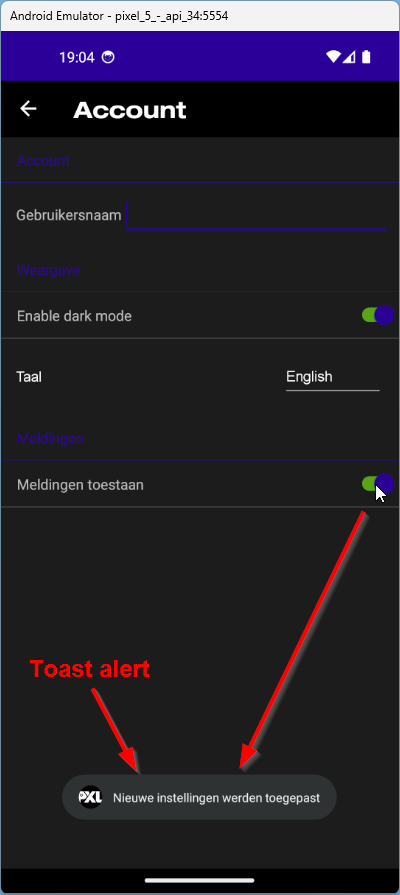 Android Emulator - pixel_5_-_api_34:5554
19:04
Account
Account
Gebruikersnaam
Weergave
Enable dark mode
Taal
English
Meldingen
Meldingen toestaan
Toast alert
PXL
Nieuwe instellingen werden toegepast